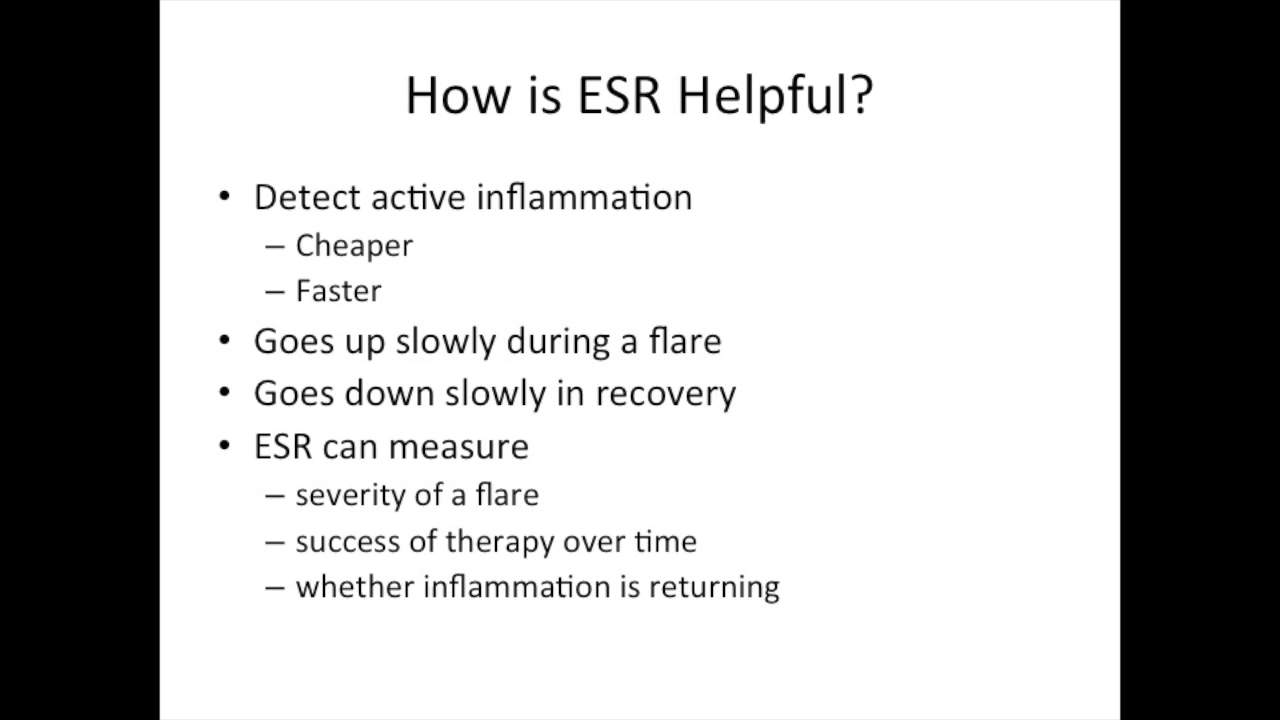 How is ESR Helpful?
• Detect active inflammation
– Cheaper
– Faster
• Goes up slowly during a flare
• Goes down slowly in recovery
• ESR can measure
– severity of a flare
– success of therapy over time
– whether inflammation is returning